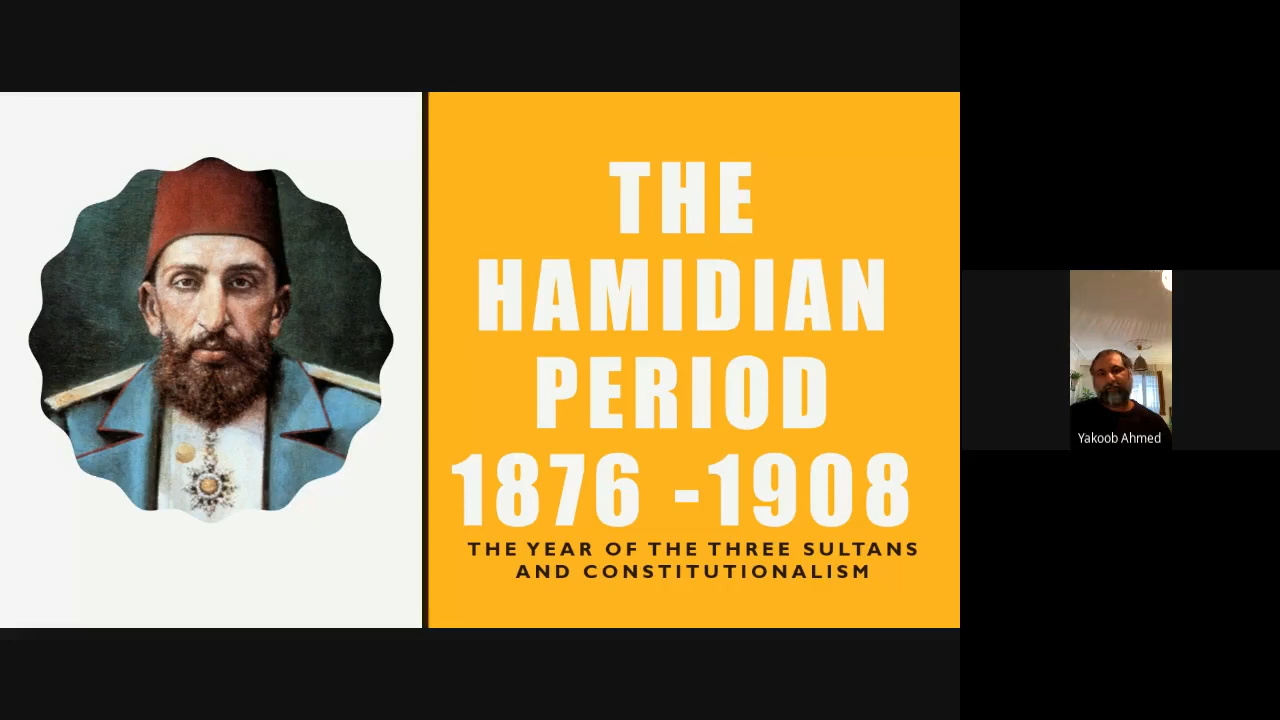 THE
HAMIDIAN
PERIOD
1876 -1908
THE YEAR OF THE THREE SULTANS
AND CONSTITUTIONALISM
Yakoob Ahmed